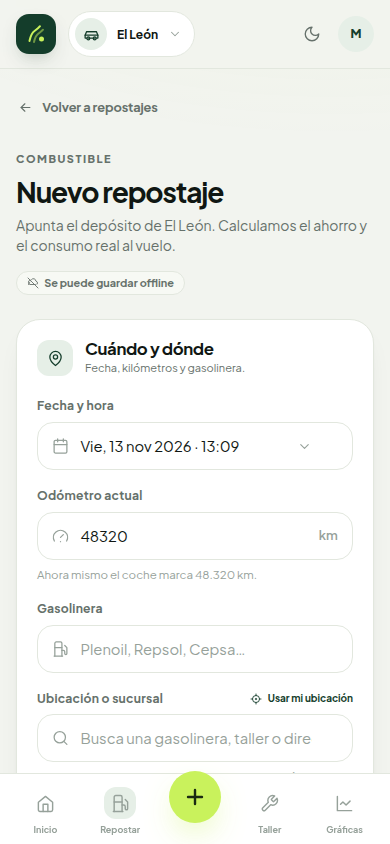 El León
M
Volver a repostajes
COMBUSTIBLE
Nuevo repostaje
Apunta el depósito de El León. Calculamos el ahorro y
el consumo real al vuelo.
Se puede guardar offline
Cuándo y dónde
Fecha, kilómetros y gasolinera.
Fecha y hora
Vie, 13 nov 2026 · 13:09
Odómetro actual
48320 km
Ahora mismo el coche marca 48.320 km.
Gasolinera
Plenoil, Repsol, Cepsa…
Ubicación o sucursal Usar mi ubicación
Busca una gasolinera, taller o dire
Inicio Repostar Taller Gráficas